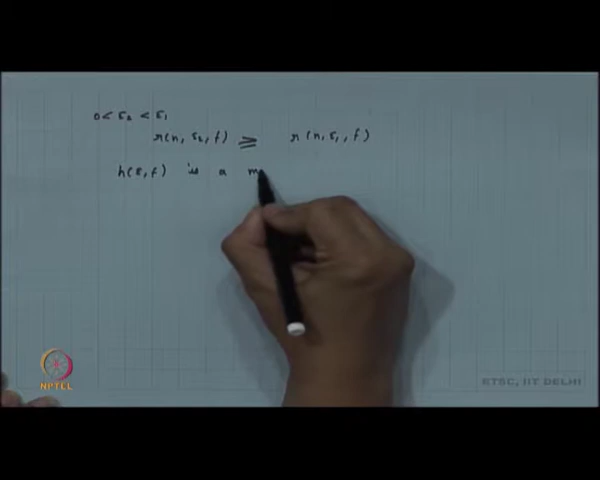 0 < ε₂ < ε₁
r(n, ε₂, f) ≥ r(n, ε₁, f)
h(ε, f) is a m
NPTEL
ETSC, IIT DELHI